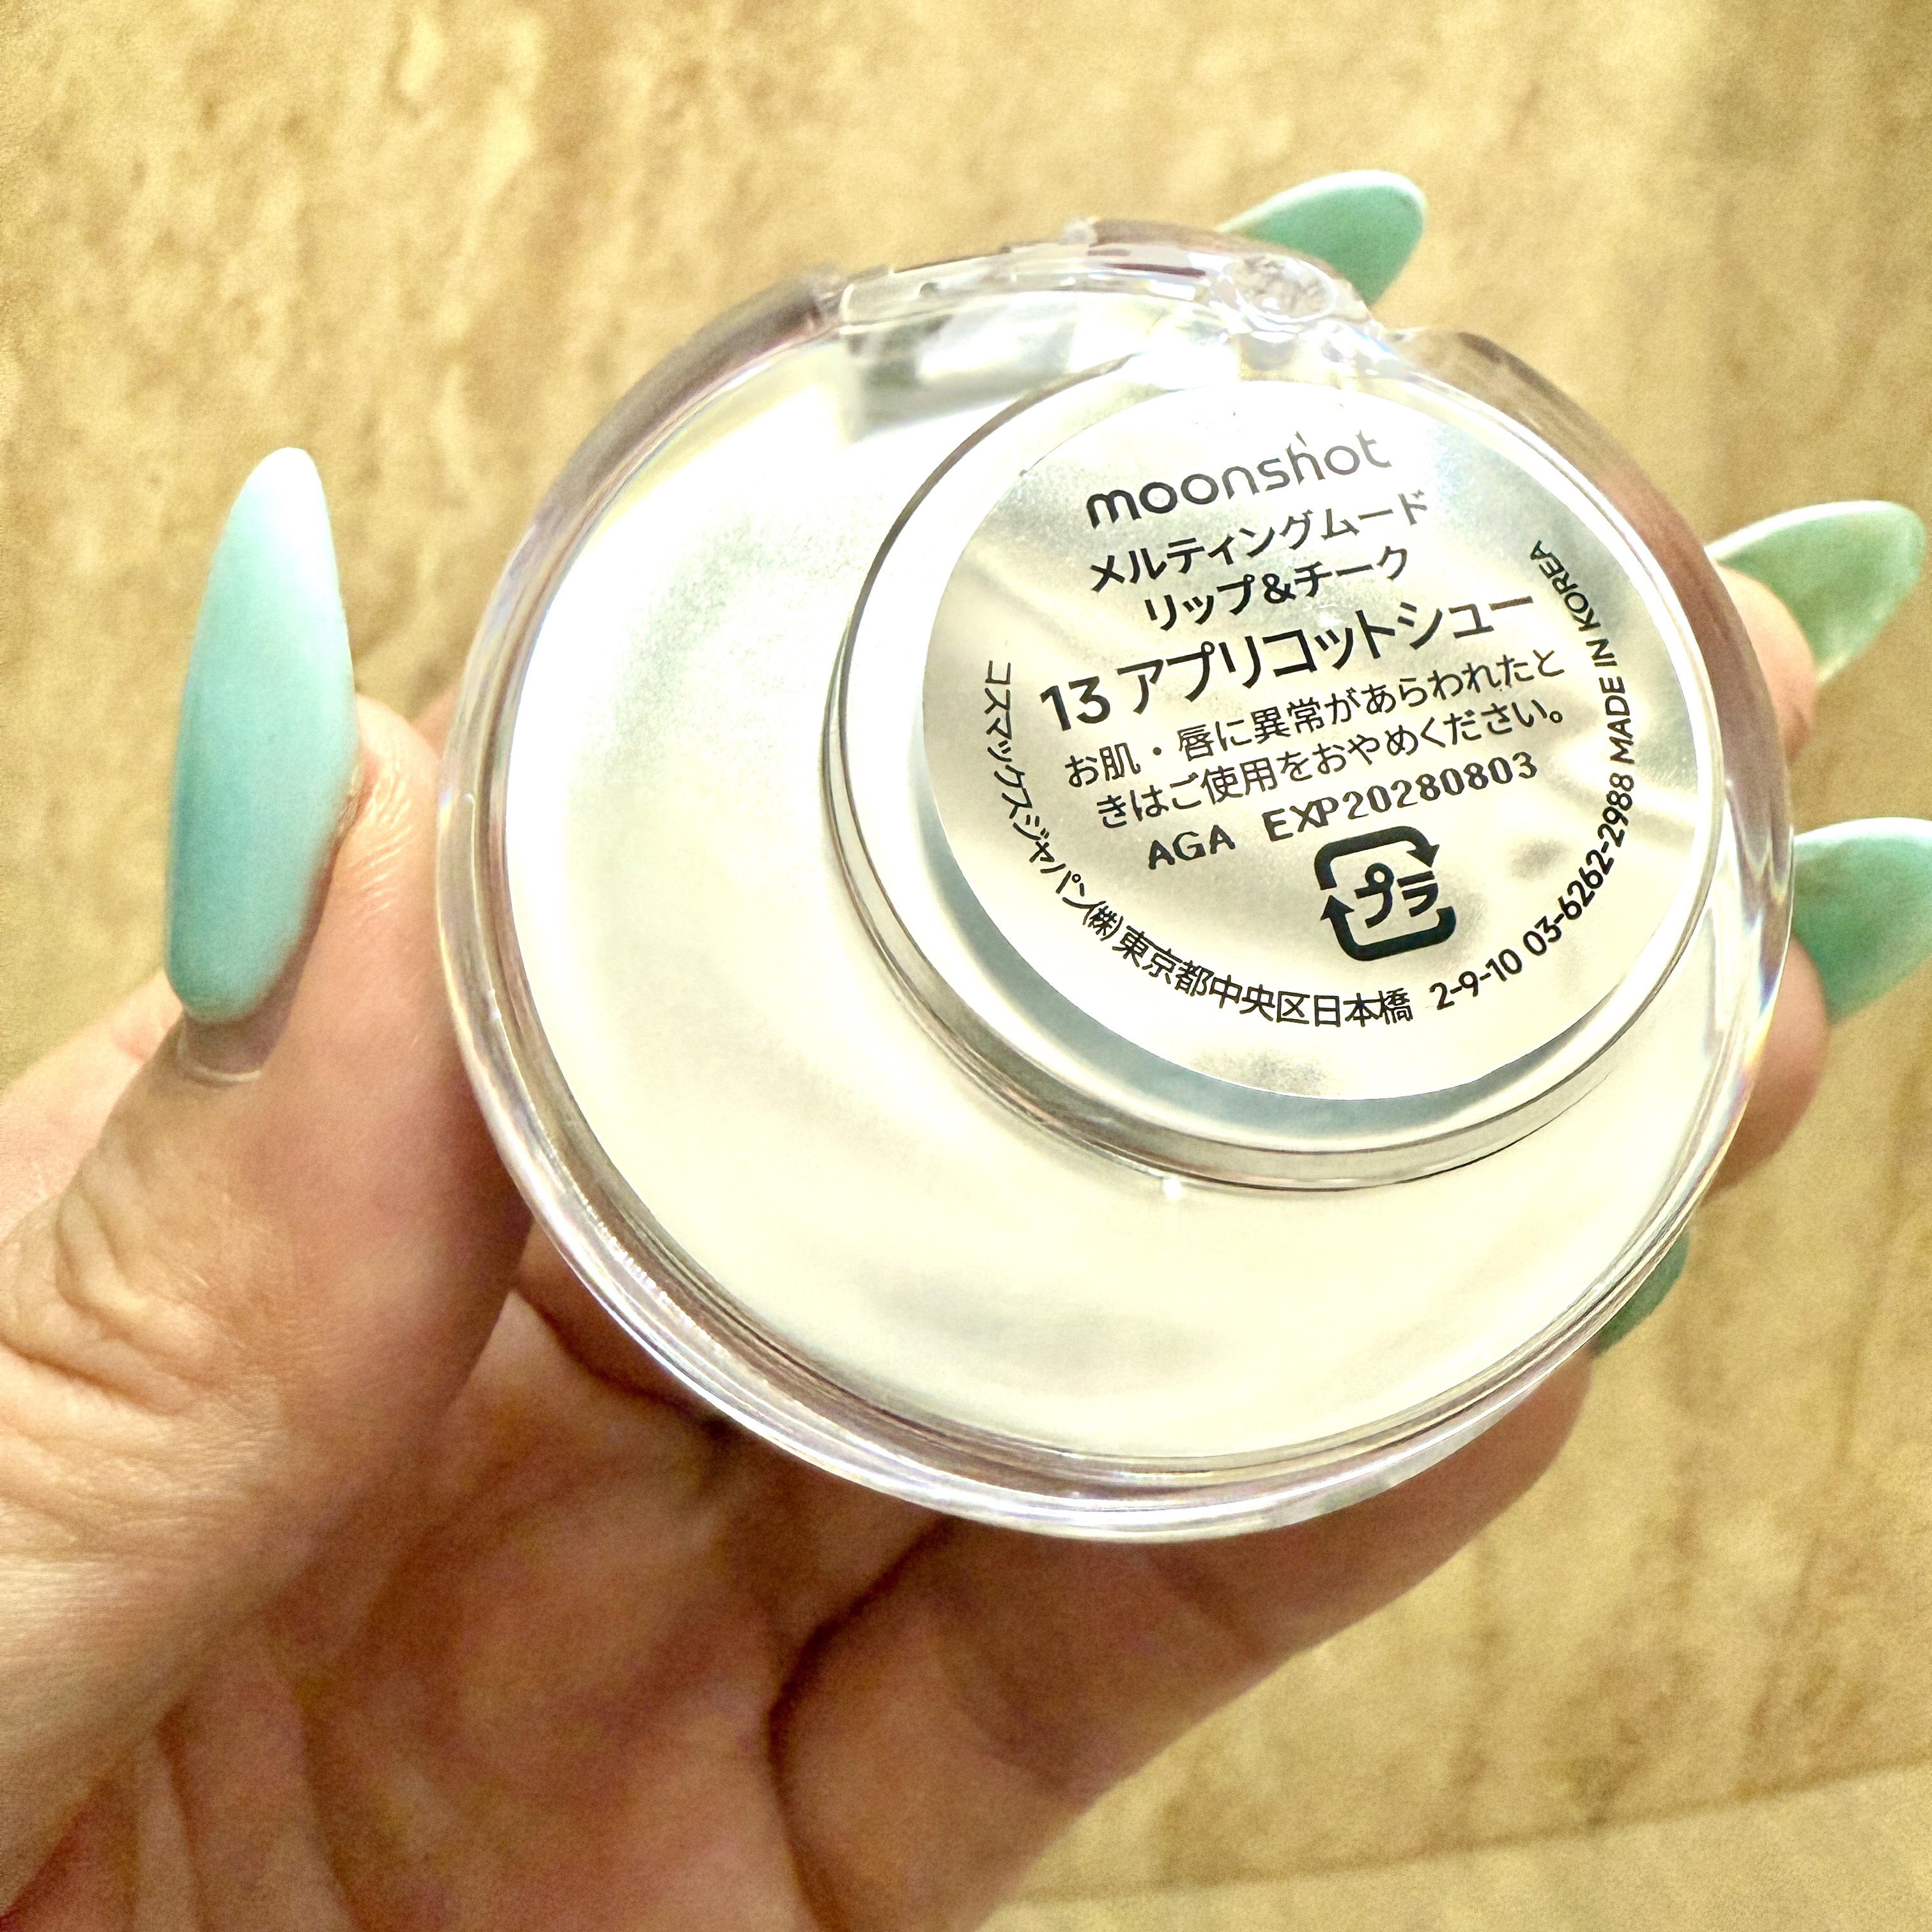 moonshot
メルティングムード
リップ&チーク
13 アプリコットシュー
お肌・唇に異常があらわれたと
きはご使用をおやめください。
AGA EXP20280803
プラ
コスマックスジャパン(株) 東京都中央区日本橋 2-9-10 03-6262-2988 MADE IN KOREA